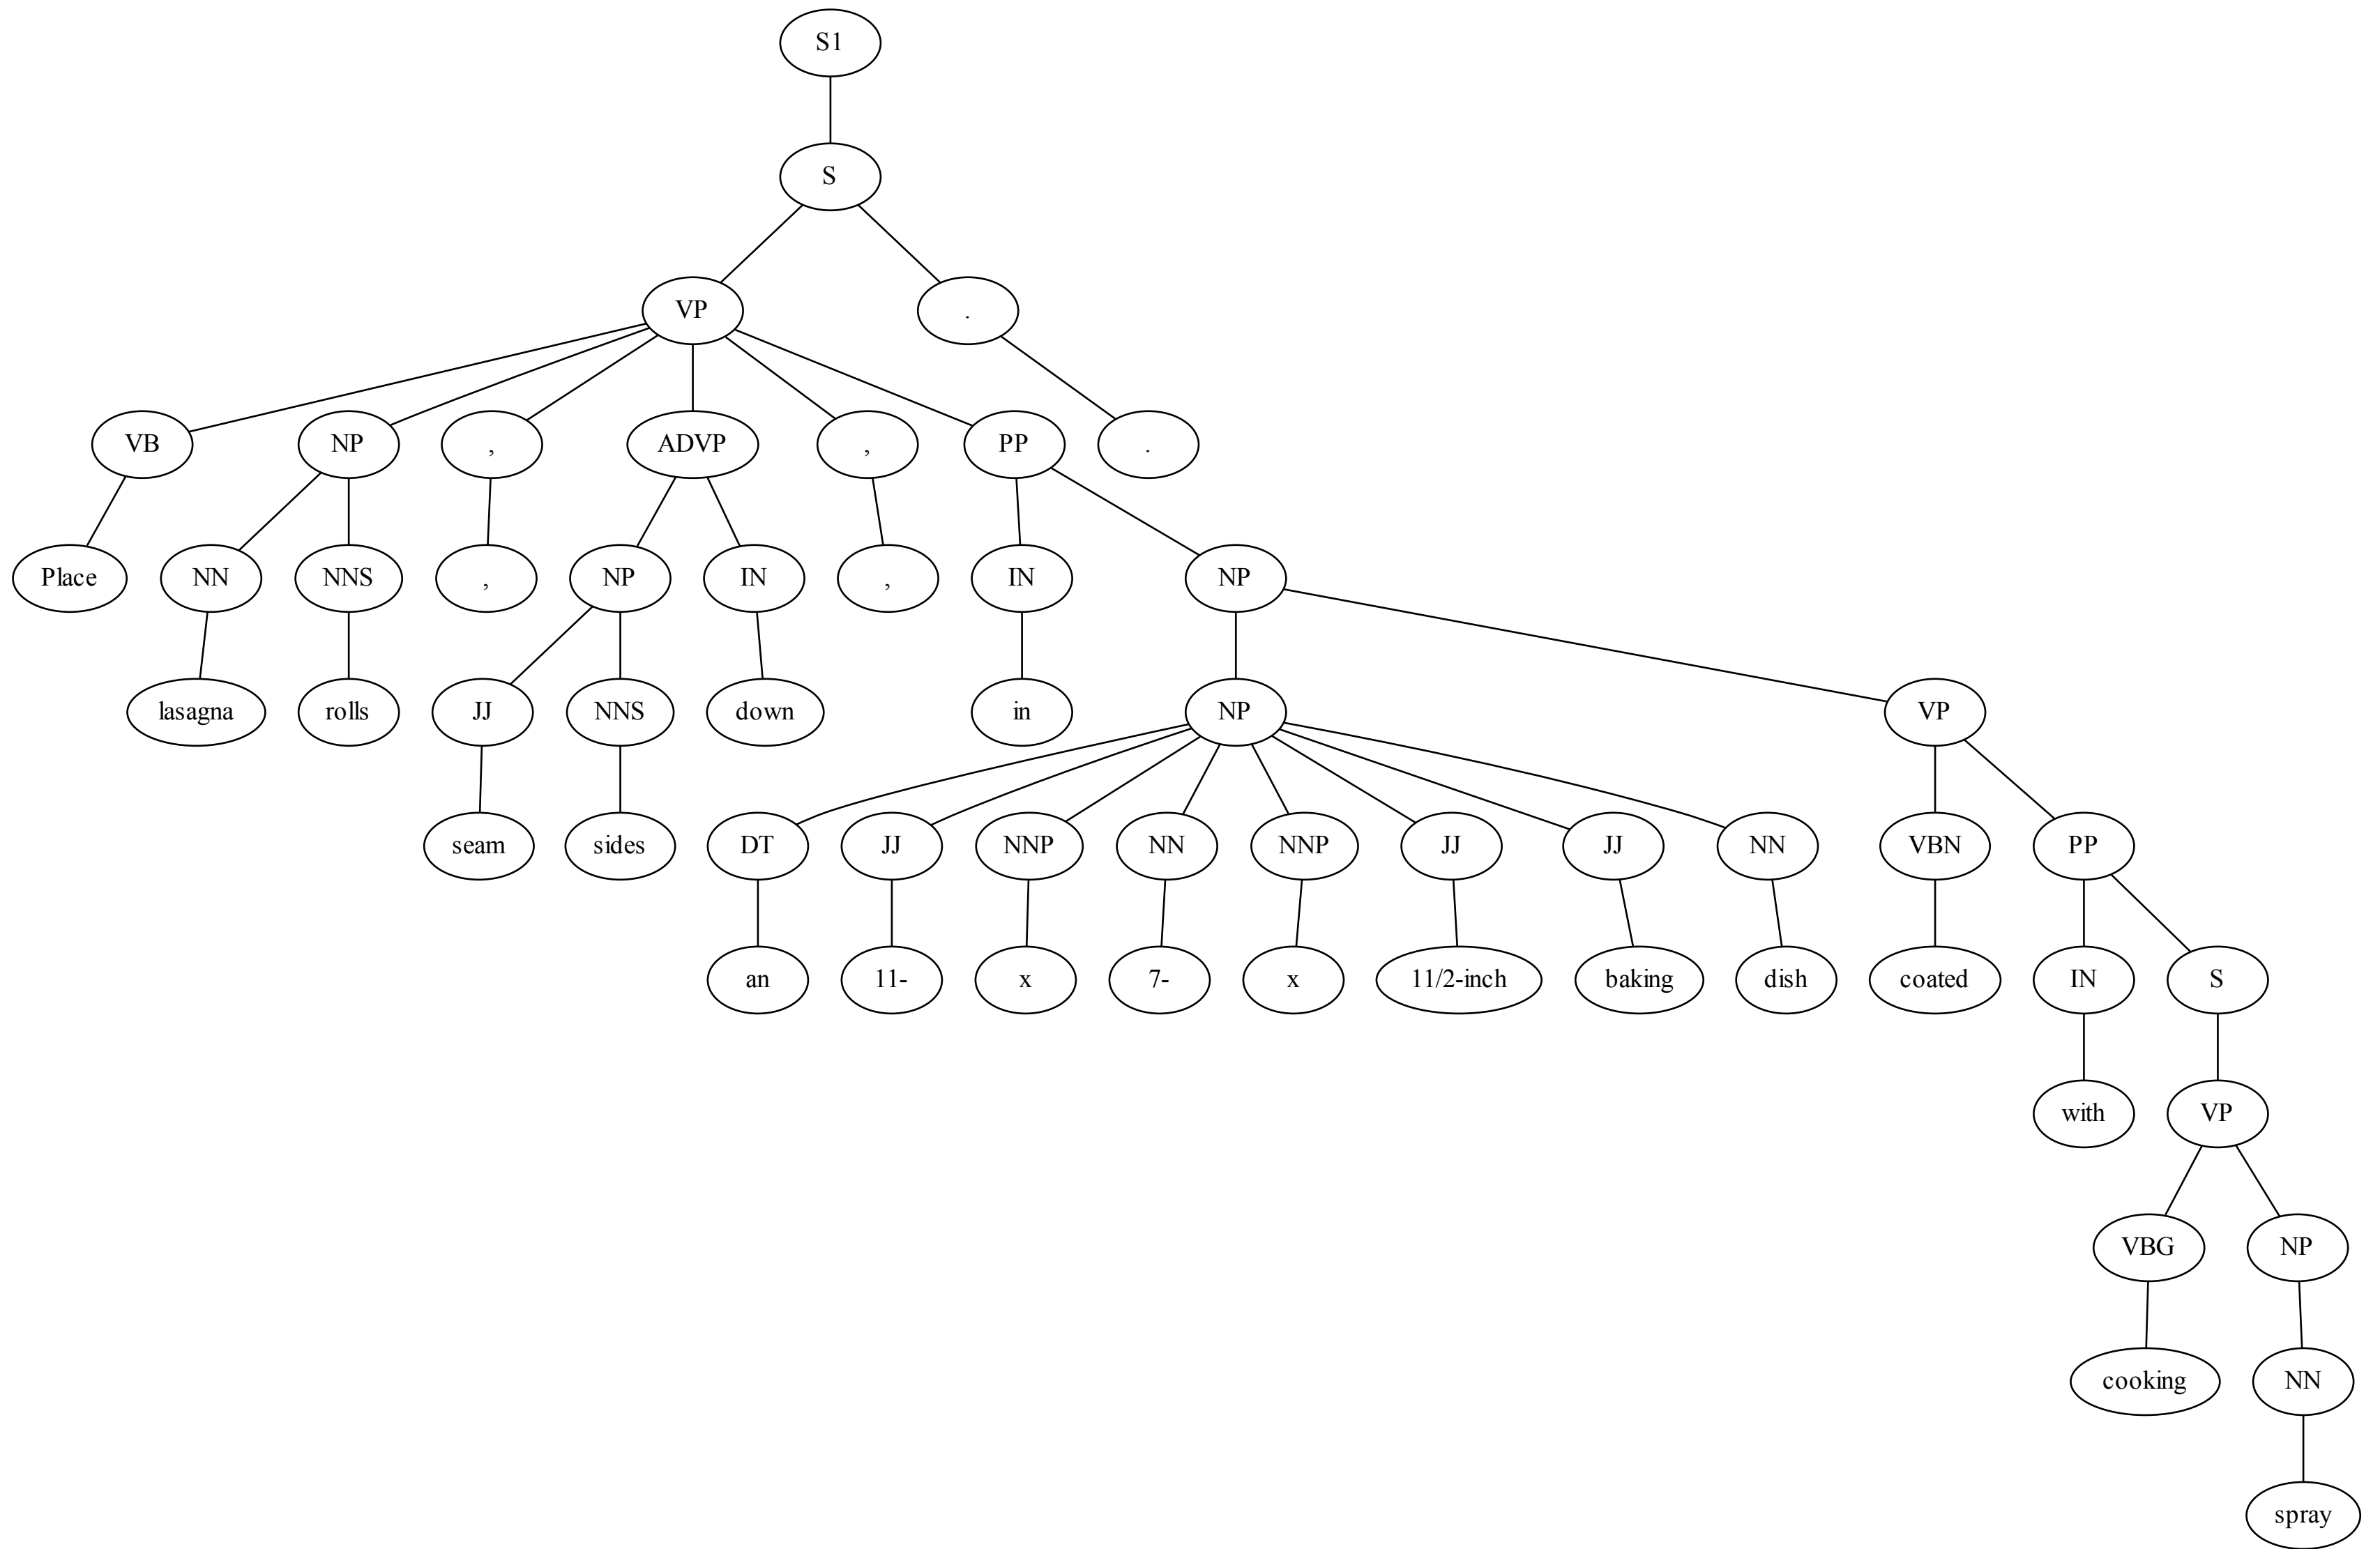 S1
S
VP .
VB NP , ADVP , PP .
Place NN NNS , NP IN , IN NP
lasagna rolls JJ NNS down in NP VP
seam sides DT JJ NNP NN NNP JJ JJ NN VBN PP
an 11- x 7- x 11/2-inch baking dish coated IN S
with VP
VBG NP
cooking NN
spray